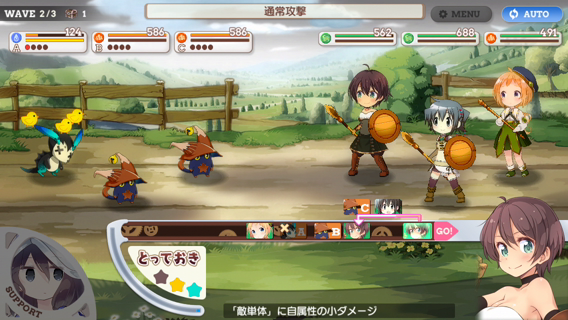 WAVE 2/3
1
通常攻撃
MENU
AUTO
124
586
586
562
688
491
A
B
C
C
A
B
GO!
とっておき
SUPPORT
「敵単体」に自属性の小ダメージ